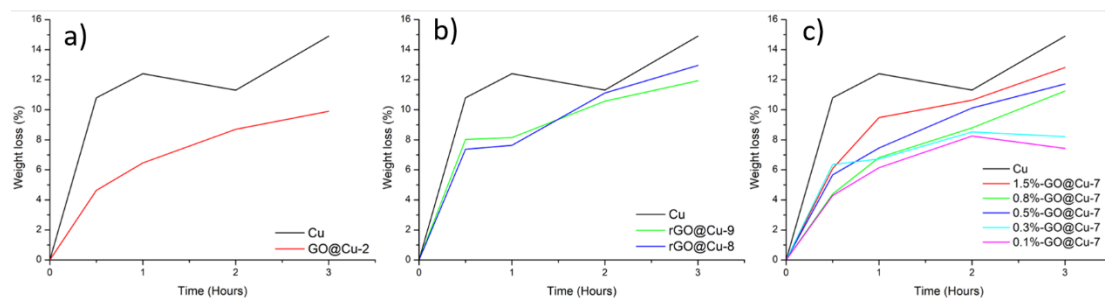 a)
16
14
12
10
8
6
4
2
0
Weight loss (%)
Cu
GO@Cu-2
0 1 2 3
Time (Hours)
b)
16
14
12
10
8
6
4
2
0
Weight loss (%)
Cu
rGO@Cu-9
rGO@Cu-8
0 1 2 3
Time (Hours)
c)
16
14
12
10
8
6
4
2
0
Weight loss (%)
Cu
1.5%-GO@Cu-7
0.8%-GO@Cu-7
0.5%-GO@Cu-7
0.3%-GO@Cu-7
0.1%-GO@Cu-7
0 1 2 3
Time (Hours)